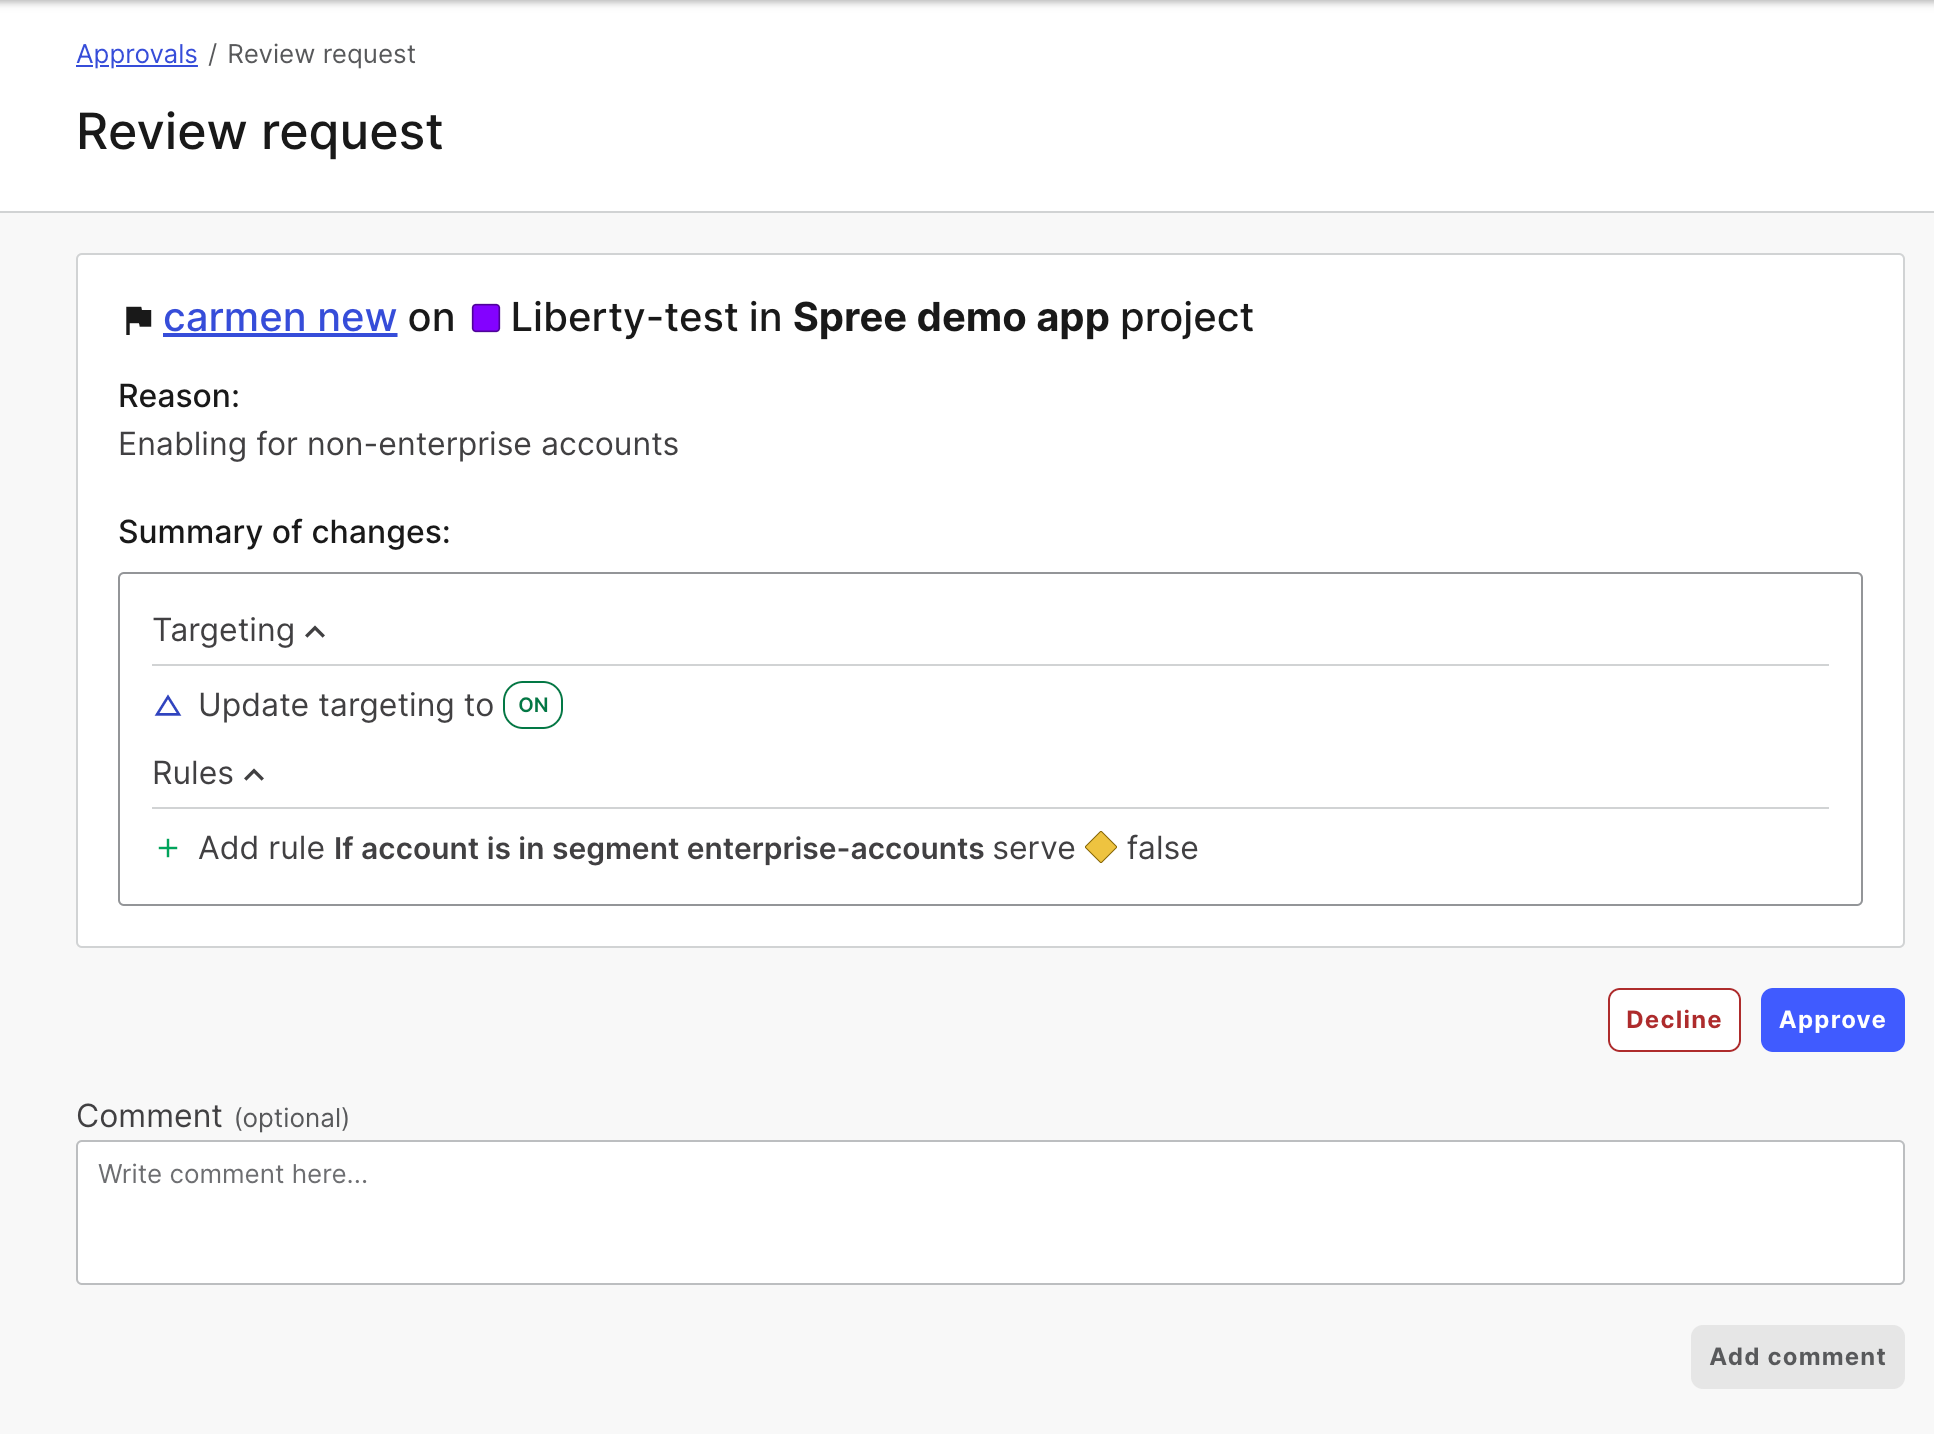 Approvals / Review request
Review request
carmen new on Liberty-test in Spree demo app project
Reason:
Enabling for non-enterprise accounts
Summary of changes:
Targeting
Update targeting to ON
Rules
+ Add rule If account is in segment enterprise-accounts serve false
Decline Approve
Comment (optional)
Write comment here...
Add comment